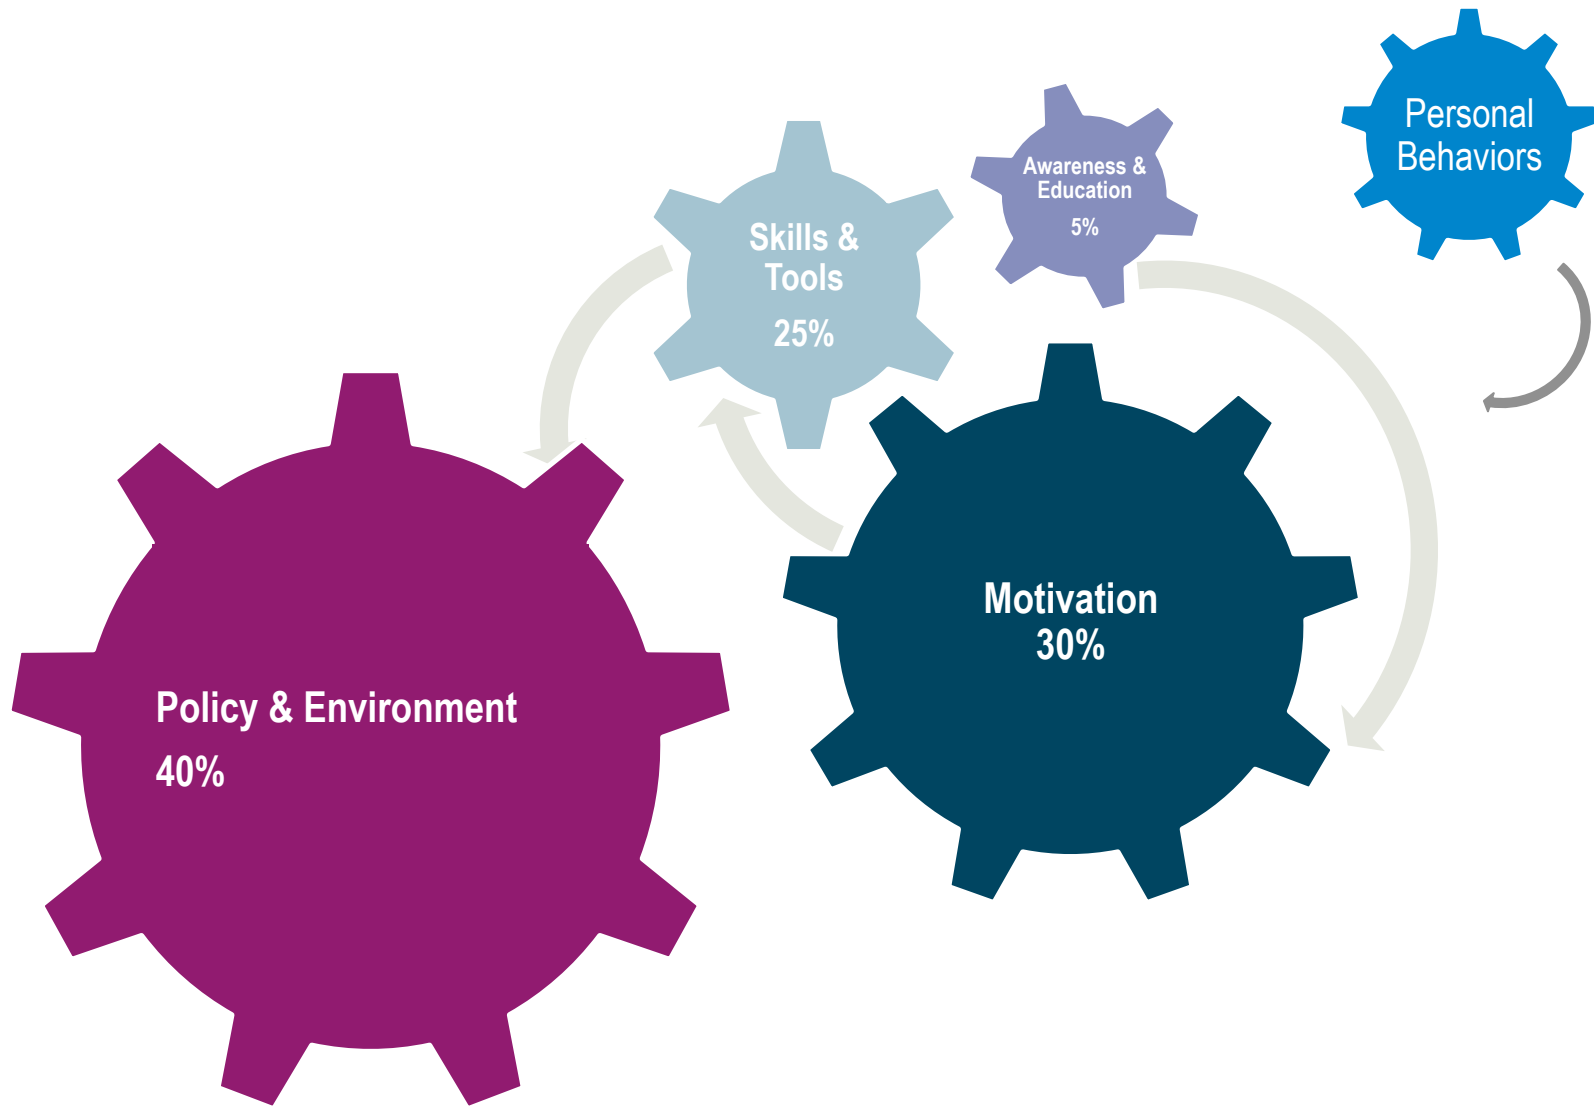 Personal
Behaviors
Awareness &
Education
5%
Skills &
Tools
25%
Motivation
30%
Policy & Environment
40%